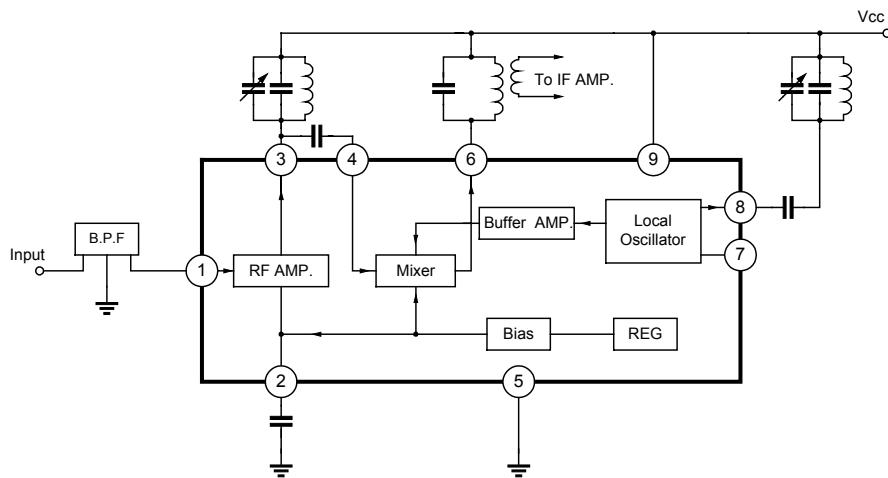 Vcc
To IF AMP.
3
4
6
9
8
Buffer AMP.
Local
Oscillator
B.P.F
Input
7
1
RF AMP.
Mixer
Bias
REG
2
5